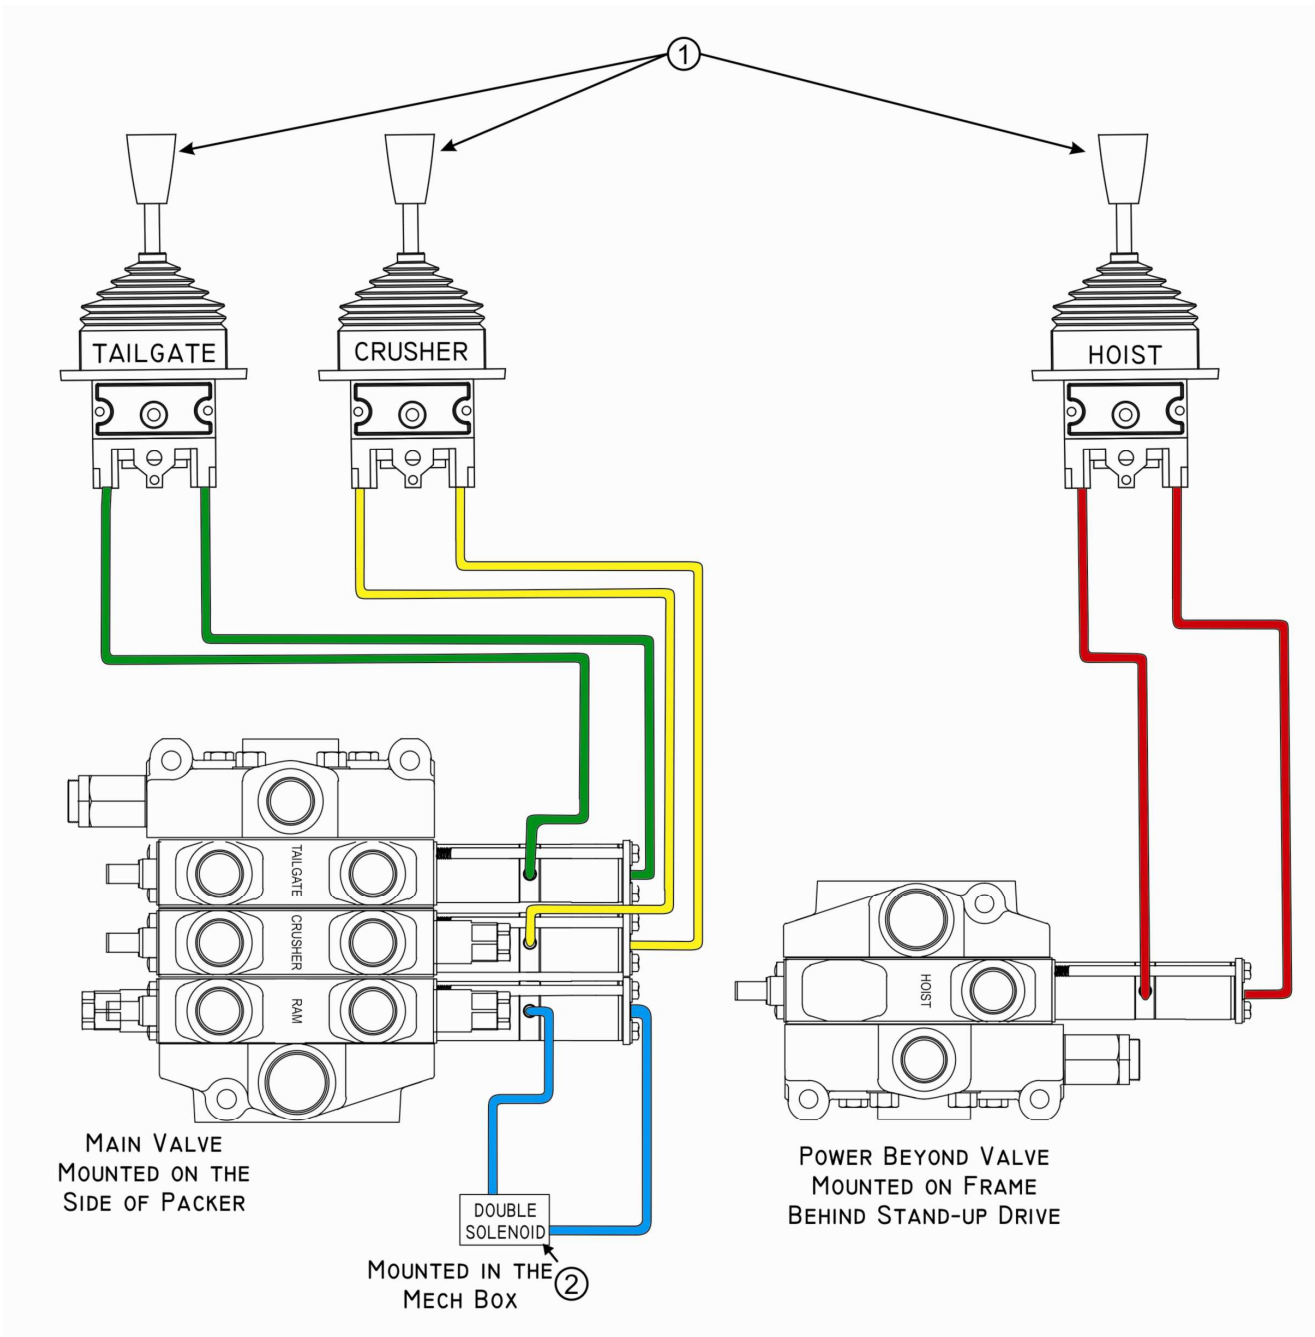 1
TAILGATE
CRUSHER
HOIST
TAILGATE
CRUSHER
RAM
HOIST
MAIN VALVE
MOUNTED ON THE
SIDE OF PACKER
POWER BEYOND VALVE
MOUNTED ON FRAME
BEHIND STAND-UP DRIVE
DOUBLE
SOLENOID
MOUNTED IN THE
MECH BOX
2